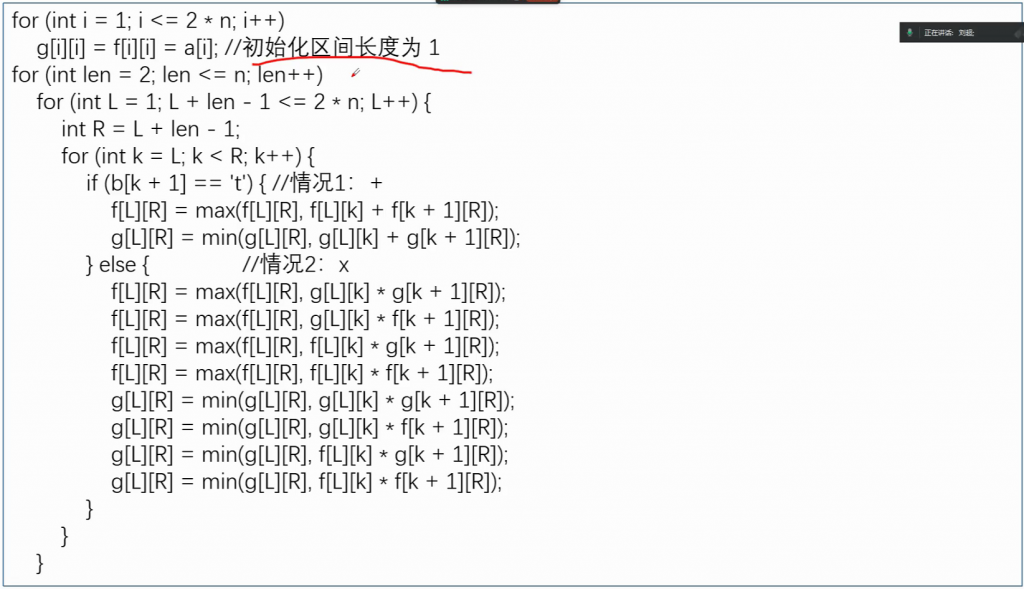 for (int i = 1; i <= 2 * n; i++)
g[i][i] = f[i][i] = a[i]; //初始化区间长度为 1
for (int len = 2; len <= n; len++)
for (int L = 1; L + len - 1 <= 2 * n; L++) {
int R = L + len - 1;
for (int k = L; k < R; k++) {
if (b[k + 1] == 't') { //情况1： +
f[L][R] = max(f[L][R], f[L][k] + f[k + 1][R]);
g[L][R] = min(g[L][R], g[L][k] + g[k + 1][R]);
} else { //情况2： x
f[L][R] = max(f[L][R], g[L][k] * g[k + 1][R]);
f[L][R] = max(f[L][R], g[L][k] * f[k + 1][R]);
f[L][R] = max(f[L][R], f[L][k] * g[k + 1][R]);
f[L][R] = max(f[L][R], f[L][k] * f[k + 1][R]);
g[L][R] = min(g[L][R], g[L][k] * g[k + 1][R]);
g[L][R] = min(g[L][R], g[L][k] * f[k + 1][R]);
g[L][R] = min(g[L][R], f[L][k] * g[k + 1][R]);
g[L][R] = min(g[L][R], f[L][k] * f[k + 1][R]);
}
}
}
正在讲话: 刘超;